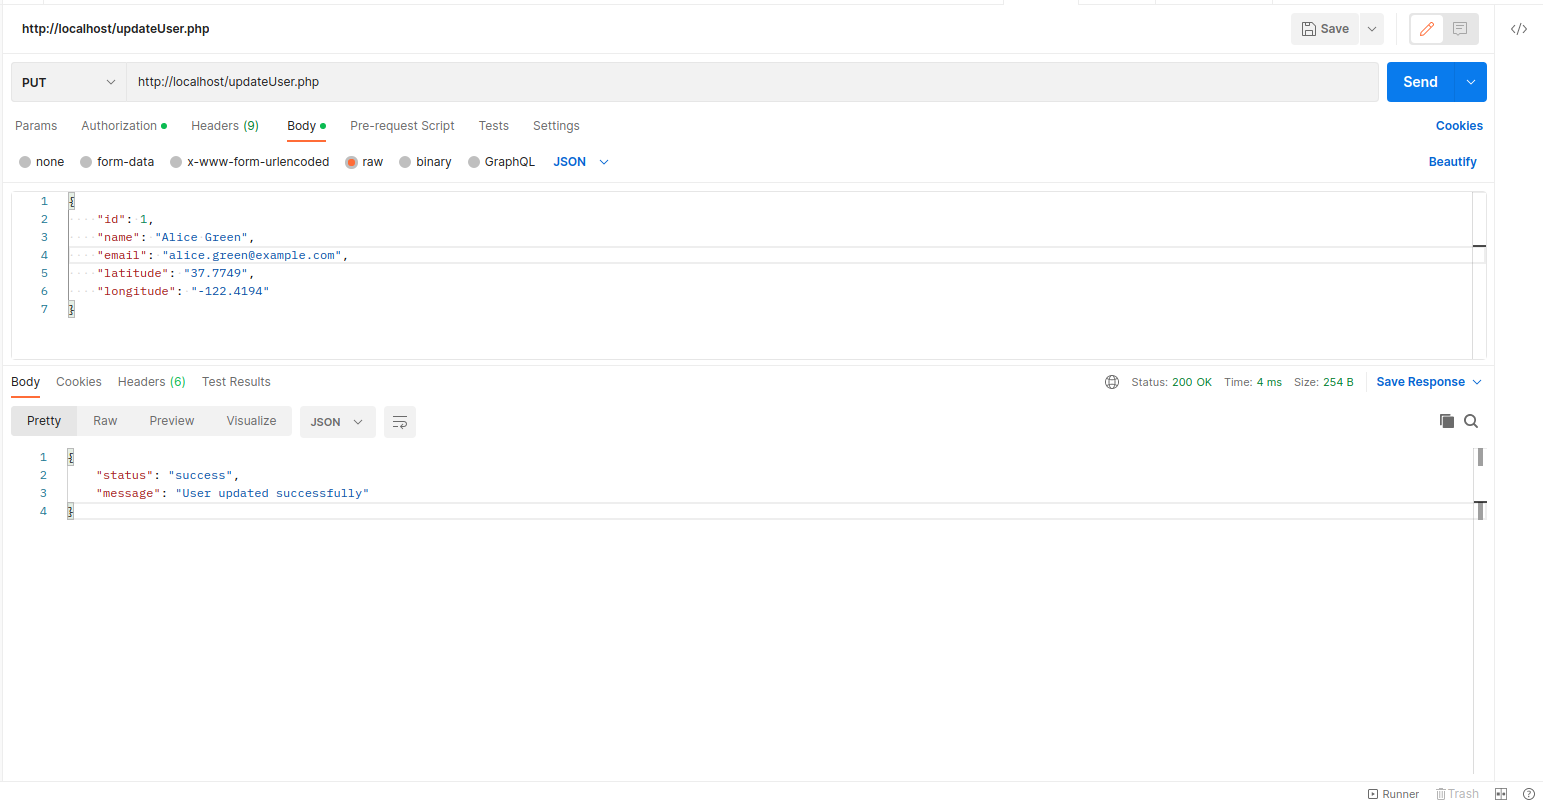 http://localhost/updateUser.php
Save
PUT
http://localhost/updateUser.php
Send
Params Authorization Headers (9) Body Pre-request Script Tests Settings Cookies
none form-data x-www-form-urlencoded raw binary GraphQL JSON Beautify
1 {
2 "id": 1,
3 "name": "Alice Green",
4 "email": "alice.green@example.com",
5 "latitude": "37.7749",
6 "longitude": "-122.4194"
7 }
Body Cookies Headers (6) Test Results Status: 200 OK Time: 4 ms Size: 254 B Save Response
Pretty Raw Preview Visualize JSON
1 {
2 "status": "success",
3 "message": "User updated successfully"
4 }
Runner Trash